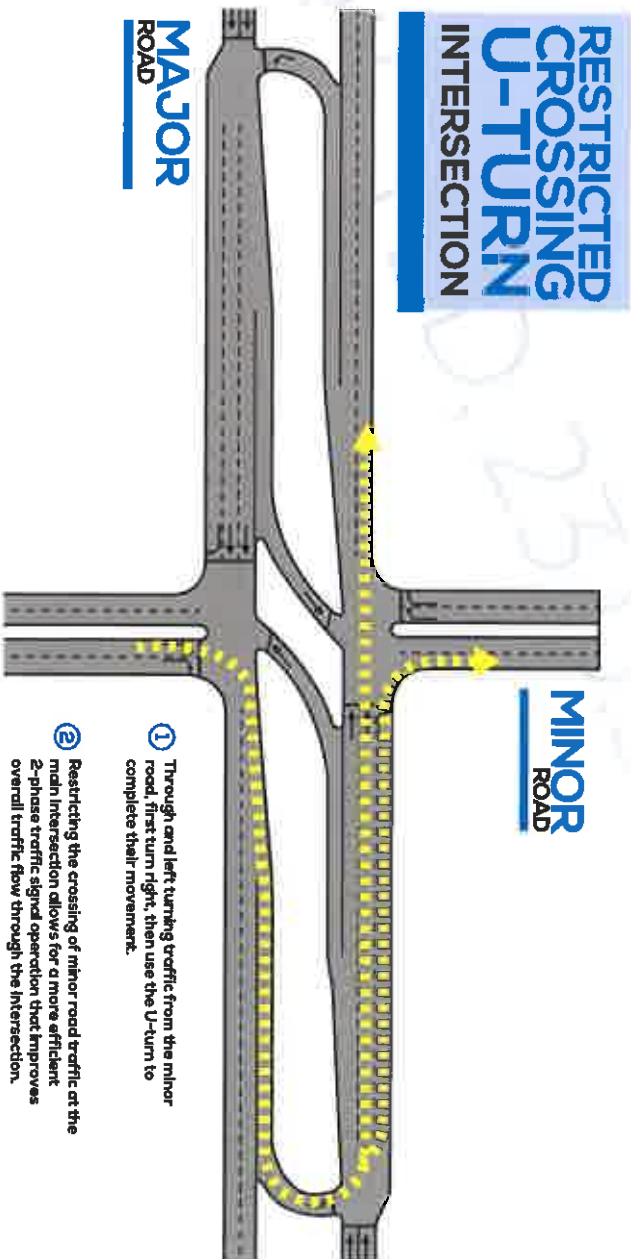 RESTRICTED
CROSSING
U-TURN
INTERSECTION
MAJOR
ROAD
MINOR
ROAD
1 Through and left turning traffic from the minor
road, first turn right, then use the U-turn to
complete their movement.
2 Restricting the crossing of minor road traffic at the
main intersection allows for a more efficient
2-phase traffic signal operation that improves
overall traffic flow through the intersection.